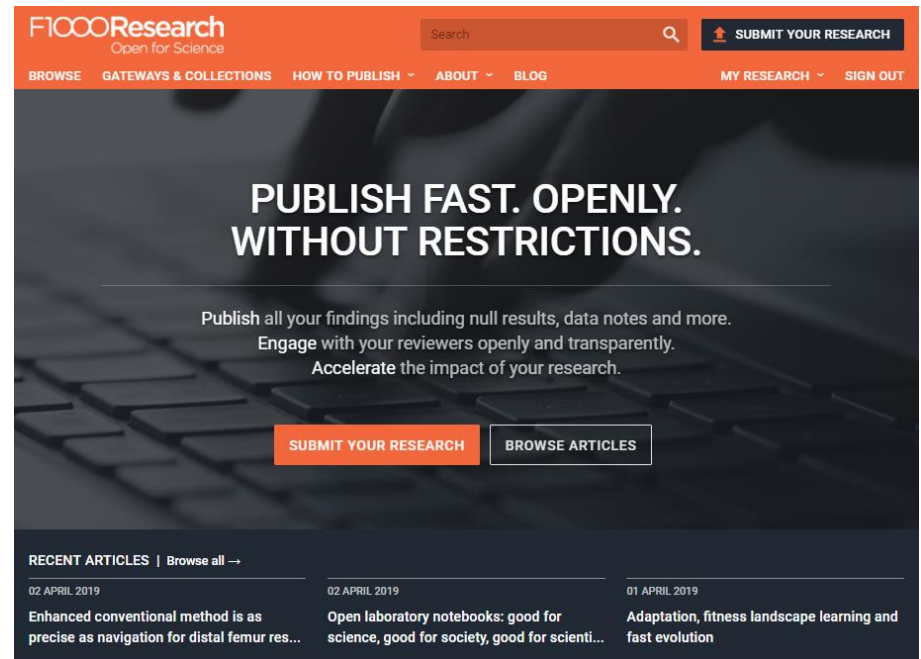 F1000Research
Open for Science
Search
SUBMIT YOUR RESEARCH
BROWSE GATEWAYS & COLLECTIONS HOW TO PUBLISH ABOUT BLOG MY RESEARCH SIGN OUT
PUBLISH FAST. OPENLY.
WITHOUT RESTRICTIONS.
Publish all your findings including null results, data notes and more.
Engage with your reviewers openly and transparently.
Accelerate the impact of your research.
SUBMIT YOUR RESEARCH BROWSE ARTICLES
RECENT ARTICLES | Browse all →
02 APRIL 2019
Enhanced conventional method is as
precise as navigation for distal femur res...
02 APRIL 2019
Open laboratory notebooks: good for
science, good for society, good for scienti...
01 APRIL 2019
Adaptation, fitness landscape learning and
fast evolution